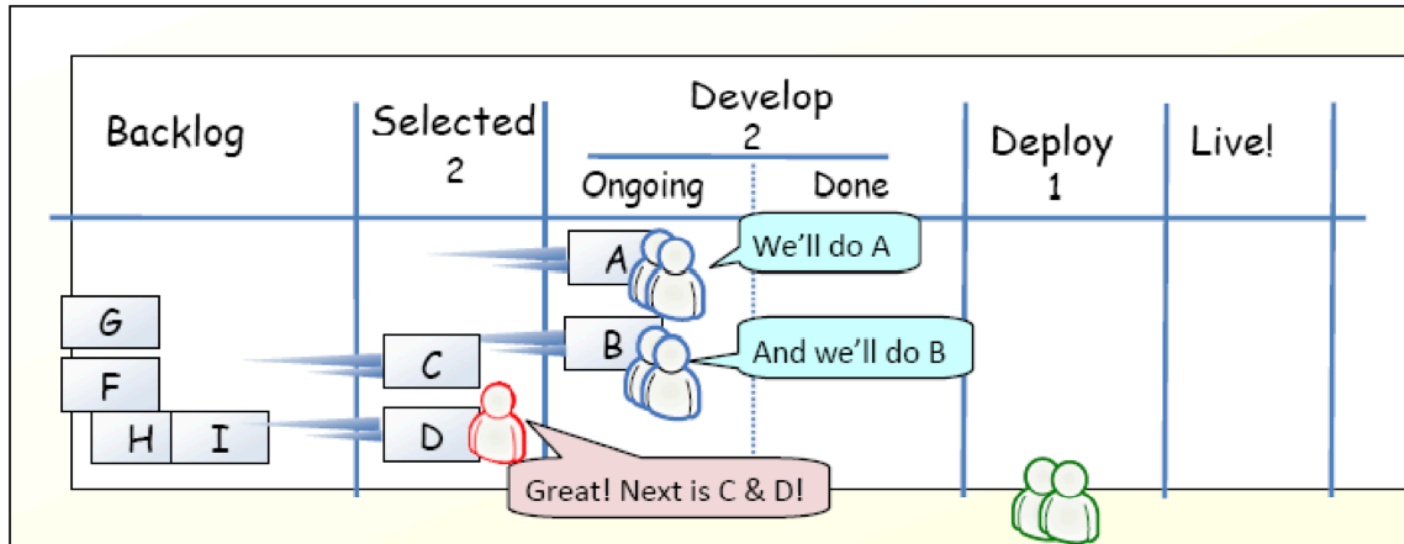 Backlog
Selected
2
Develop
2
Ongoing
Done
Deploy
1
Live!
A
We'll do A
G
B
And we'll do B
C
F
H
I
D
Great! Next is C & D!